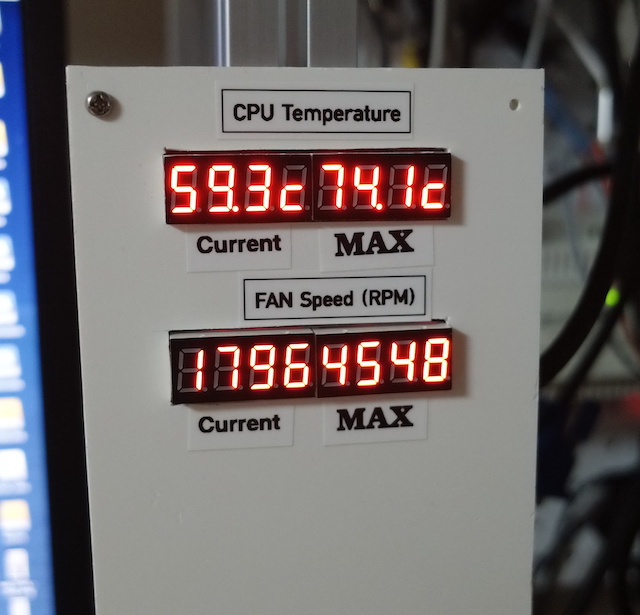 CPU Temperature
59.3c 74.1c
Current MAX
FAN Speed (RPM)
1796 4548
Current MAX